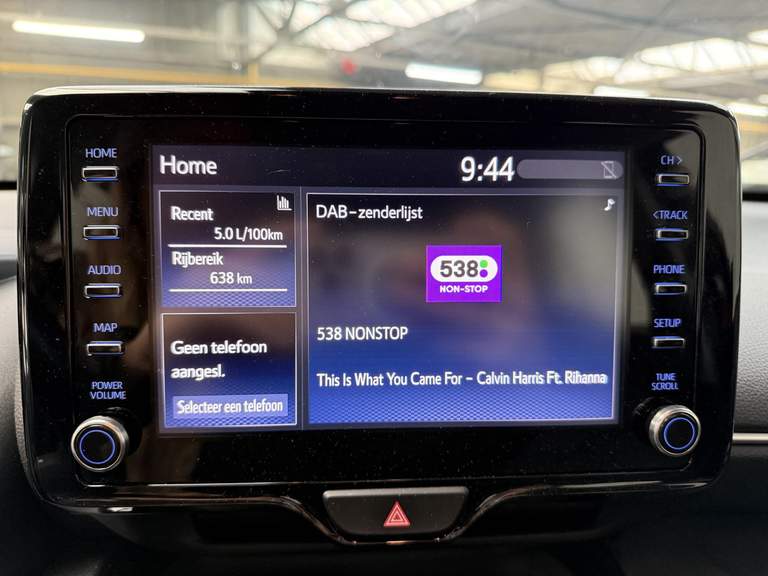 HOME
MENU
AUDIO
MAP
POWER
VOLUME
Home
9:44
Recent
5.0 L/100km
Rijbereik
638 km
Geen telefoon
aangesl.
Selecteer een telefoon
DAB-zenderlijst
538
NON-STOP
538 NONSTOP
This Is What You Came For - Calvin Harris Ft. Rihanna
CH >
<TRACK
PHONE
SETUP
TUNE
SCROLL